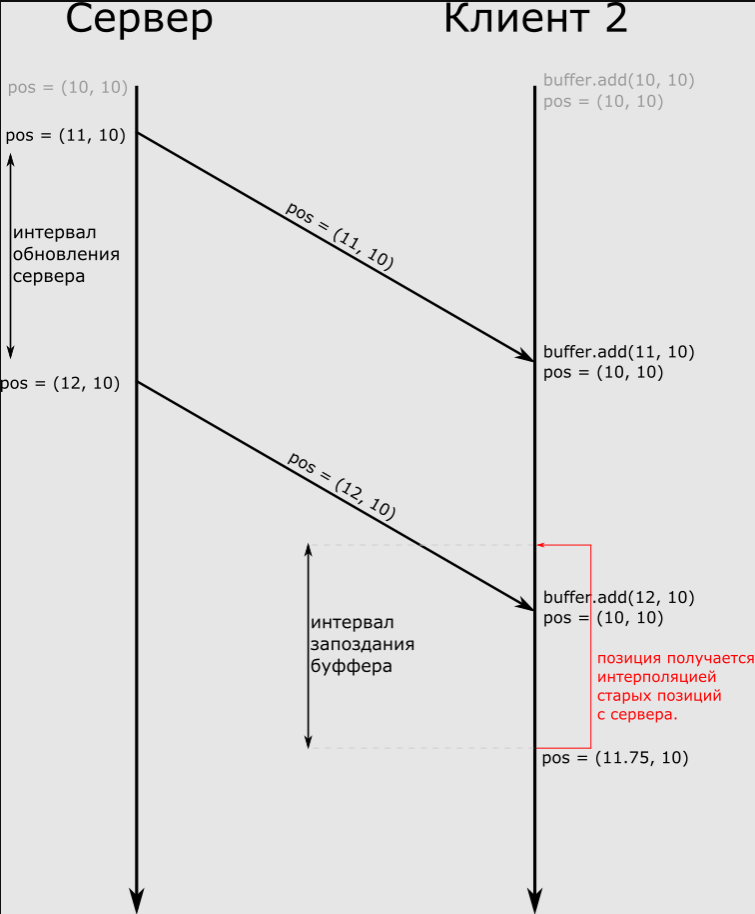 Сервер
Клиент 2
pos = (10, 10)
buffer.add(10, 10)
pos = (10, 10)
pos = (11, 10)
pos = (11, 10)
интервал
обновления
сервера
buffer.add(11, 10)
pos = (10, 10)
pos = (12, 10)
pos = (12, 10)
buffer.add(12, 10)
pos = (10, 10)
интервал
запоздания
буффера
позиция получается
интерполяцией
старых позиций
с сервера.
pos = (11.75, 10)